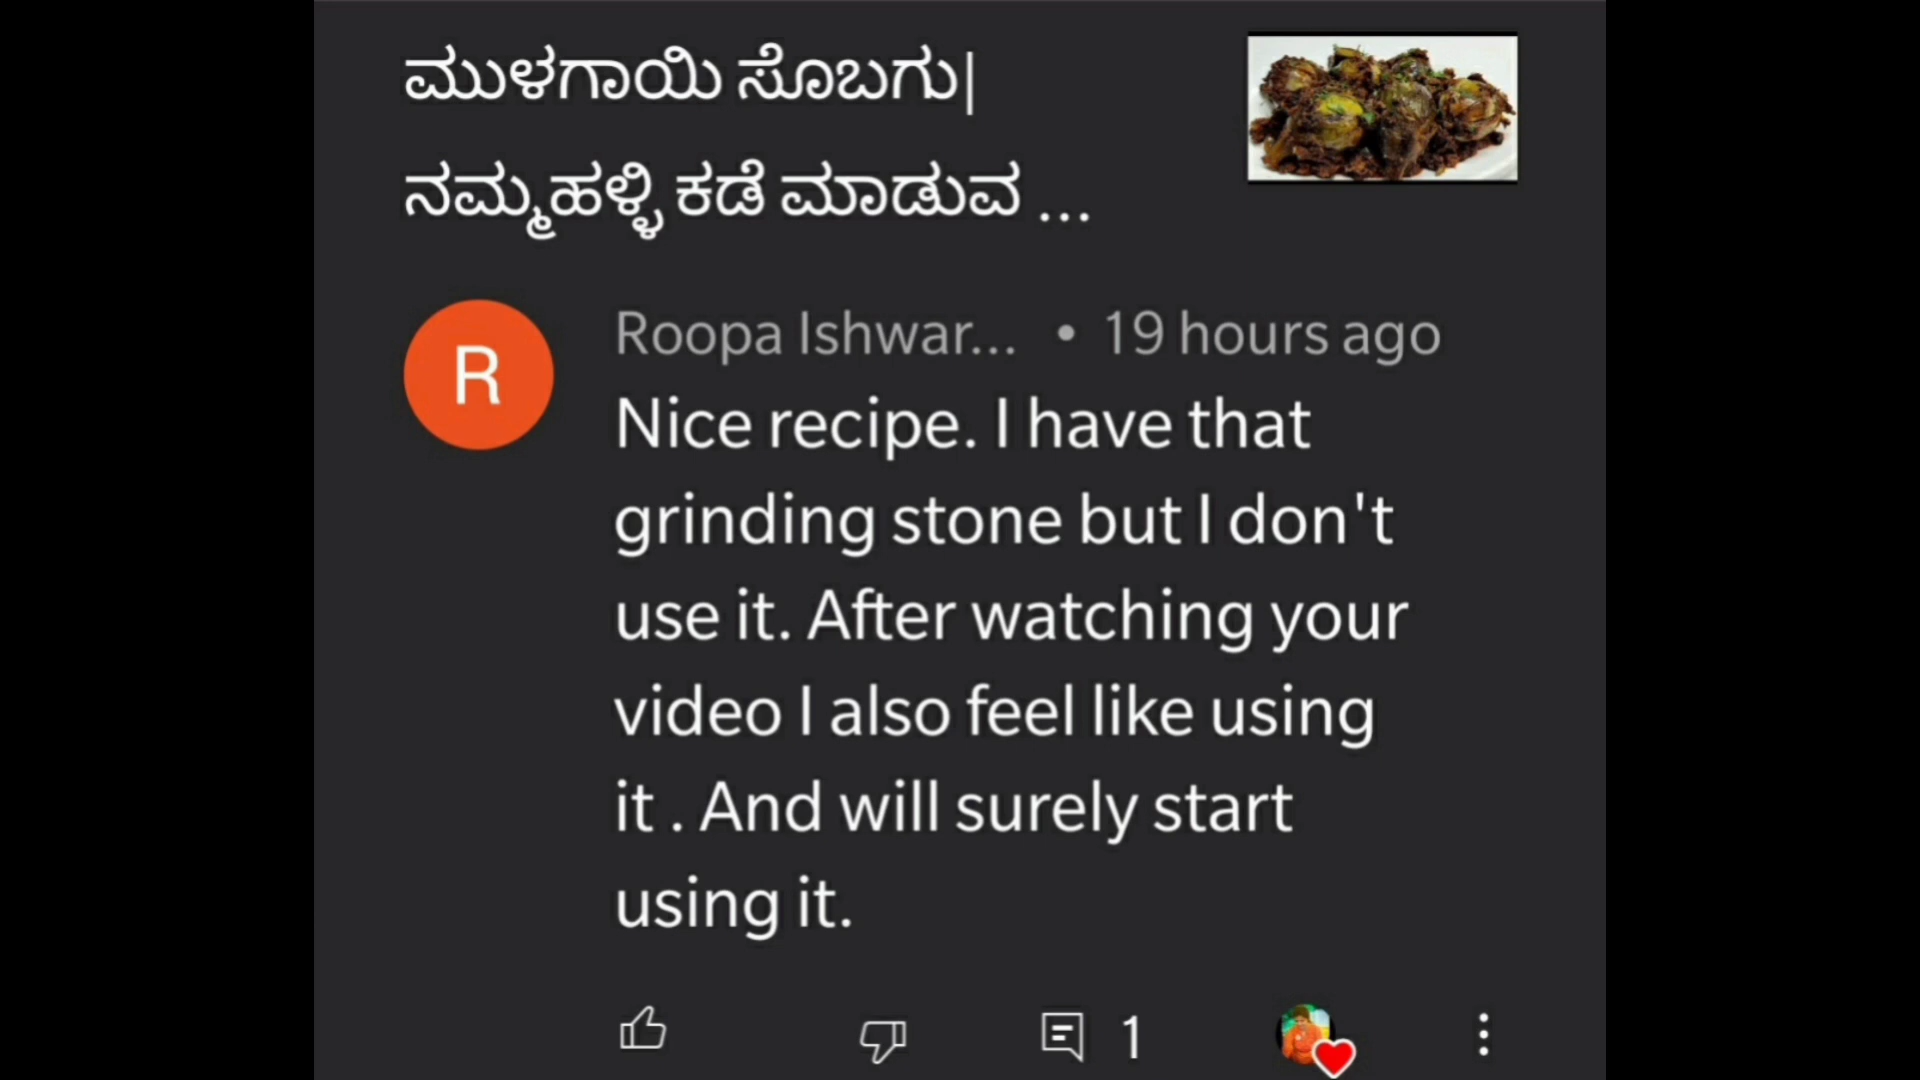 ಮುಳಗಾಯಿ ಸೊಬಗು|
ನಮ್ಮಹಳ್ಳಿ ಕಡೆ ಮಾಡುವ ...
R
Roopa Ishwar... • 19 hours ago
Nice recipe. I have that
grinding stone but I don't
use it. After watching your
video I also feel like using
it . And will surely start
using it.
1